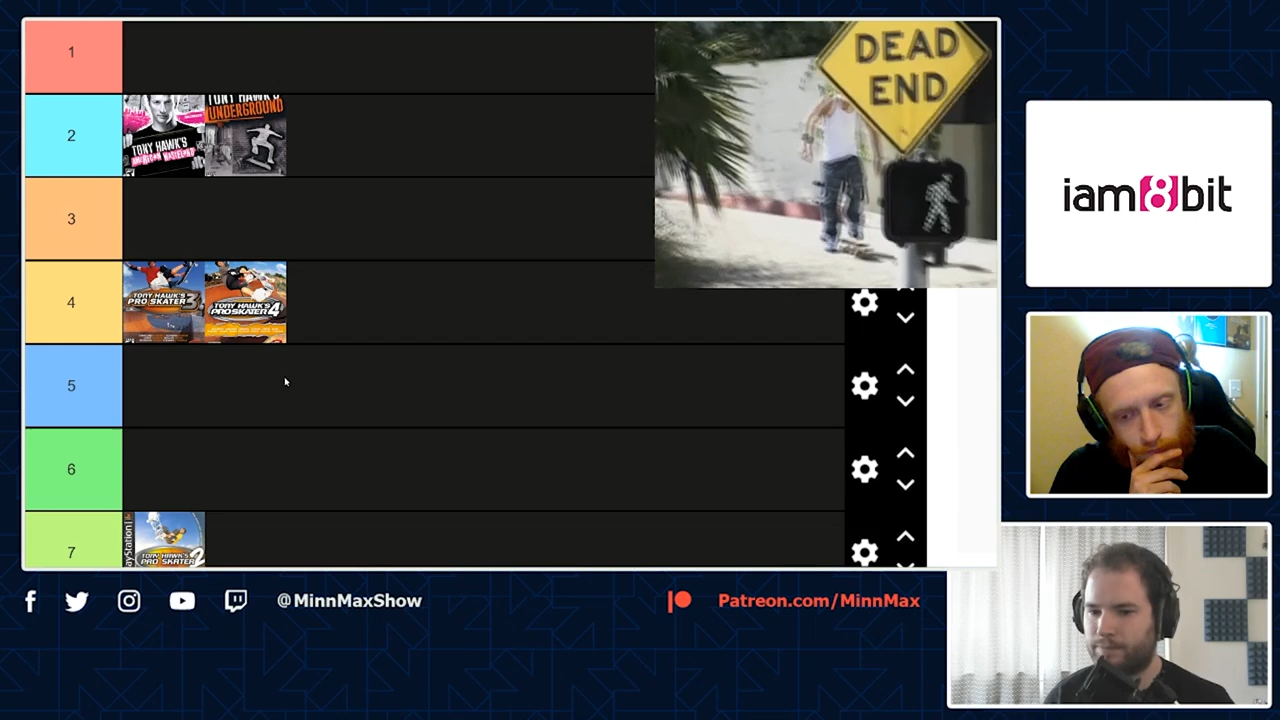 1
2
TONY HAWK'S
AMERICAN WASTELAND
TONY HAWK'S
UNDERGROUND
3
4
TONY HAWK'S
PRO SKATER 3
TONY HAWK'S
PRO SKATER 4
5
6
7
PlayStation
TONY HAWK'S
PRO SKATER 2
DEAD
END
iam8bit
@MinnMaxShow
Patreon.com/MinnMax